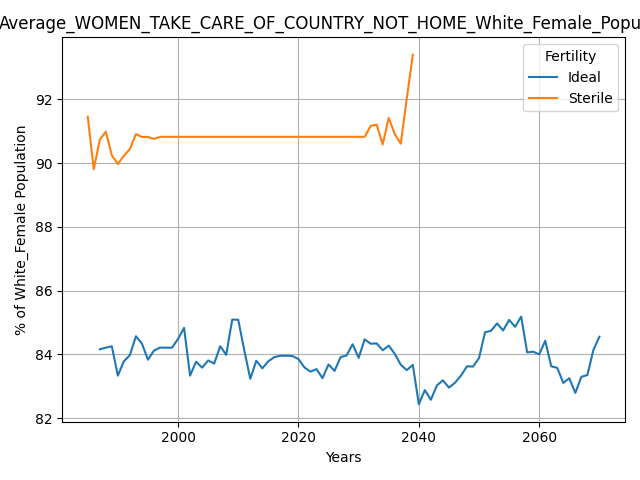 Average_WOMEN_TAKE_CARE_OF_COUNTRY_NOT_HOME_White_Female_Popu
Fertility
Ideal
Sterile
% of White_Female Population
92
90
88
86
84
82
2000 2020 2040 2060
Years